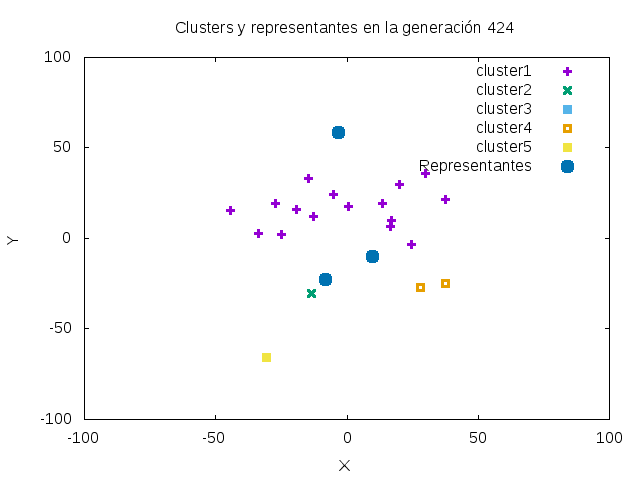 Clusters y representantes en la generación 424
100
50
0
-50
-100
-100
-50
0
50
100
X
Y
cluster1
cluster2
cluster3
cluster4
cluster5
Representantes